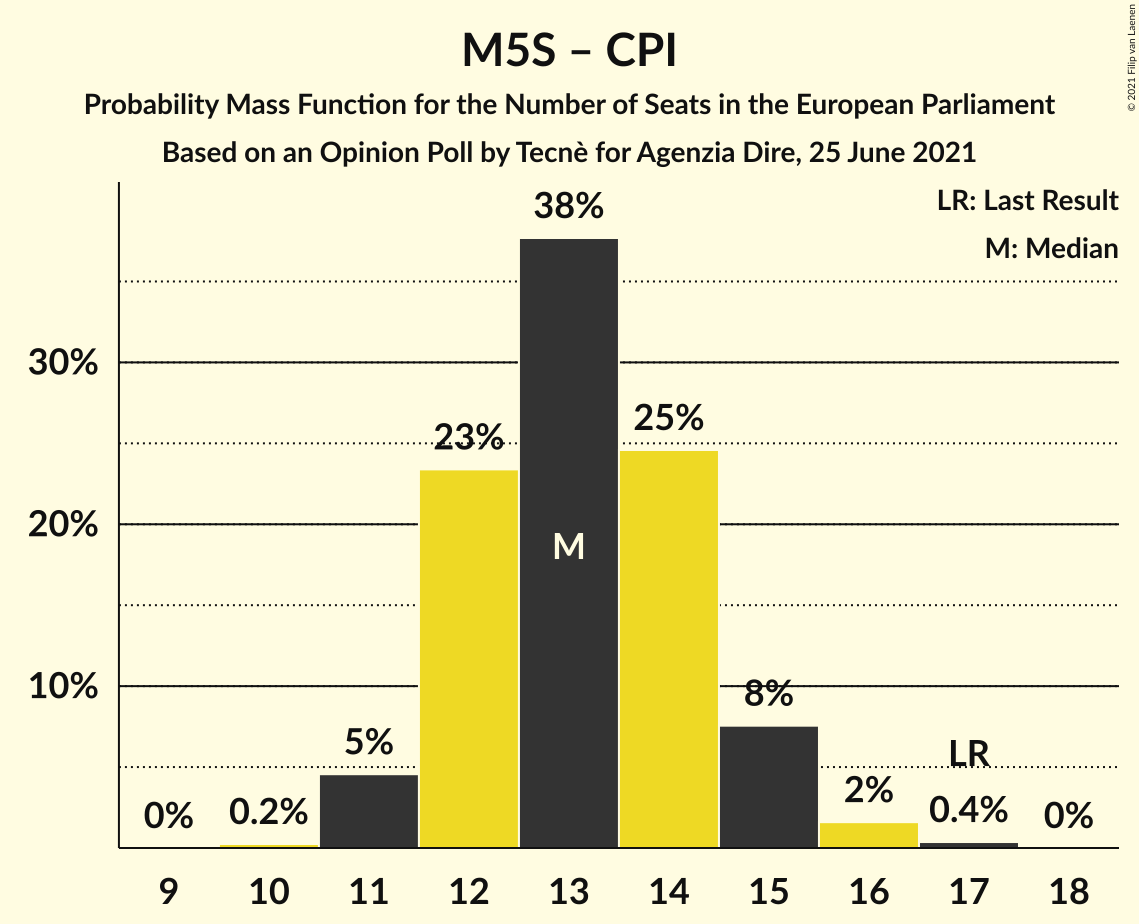 M5S – CPI
Probability Mass Function for the Number of Seats in the European Parliament
Based on an Opinion Poll by Tecnè for Agenzia Dire, 25 June 2021
© 2021 Filip van Laenen
LR: Last Result
M: Median
38%
30%
25%
23%
20%
M
10%
8%
5%
LR
2%
0%
0.2%
0.4%
0%
9 10 11 12 13 14 15 16 17 18